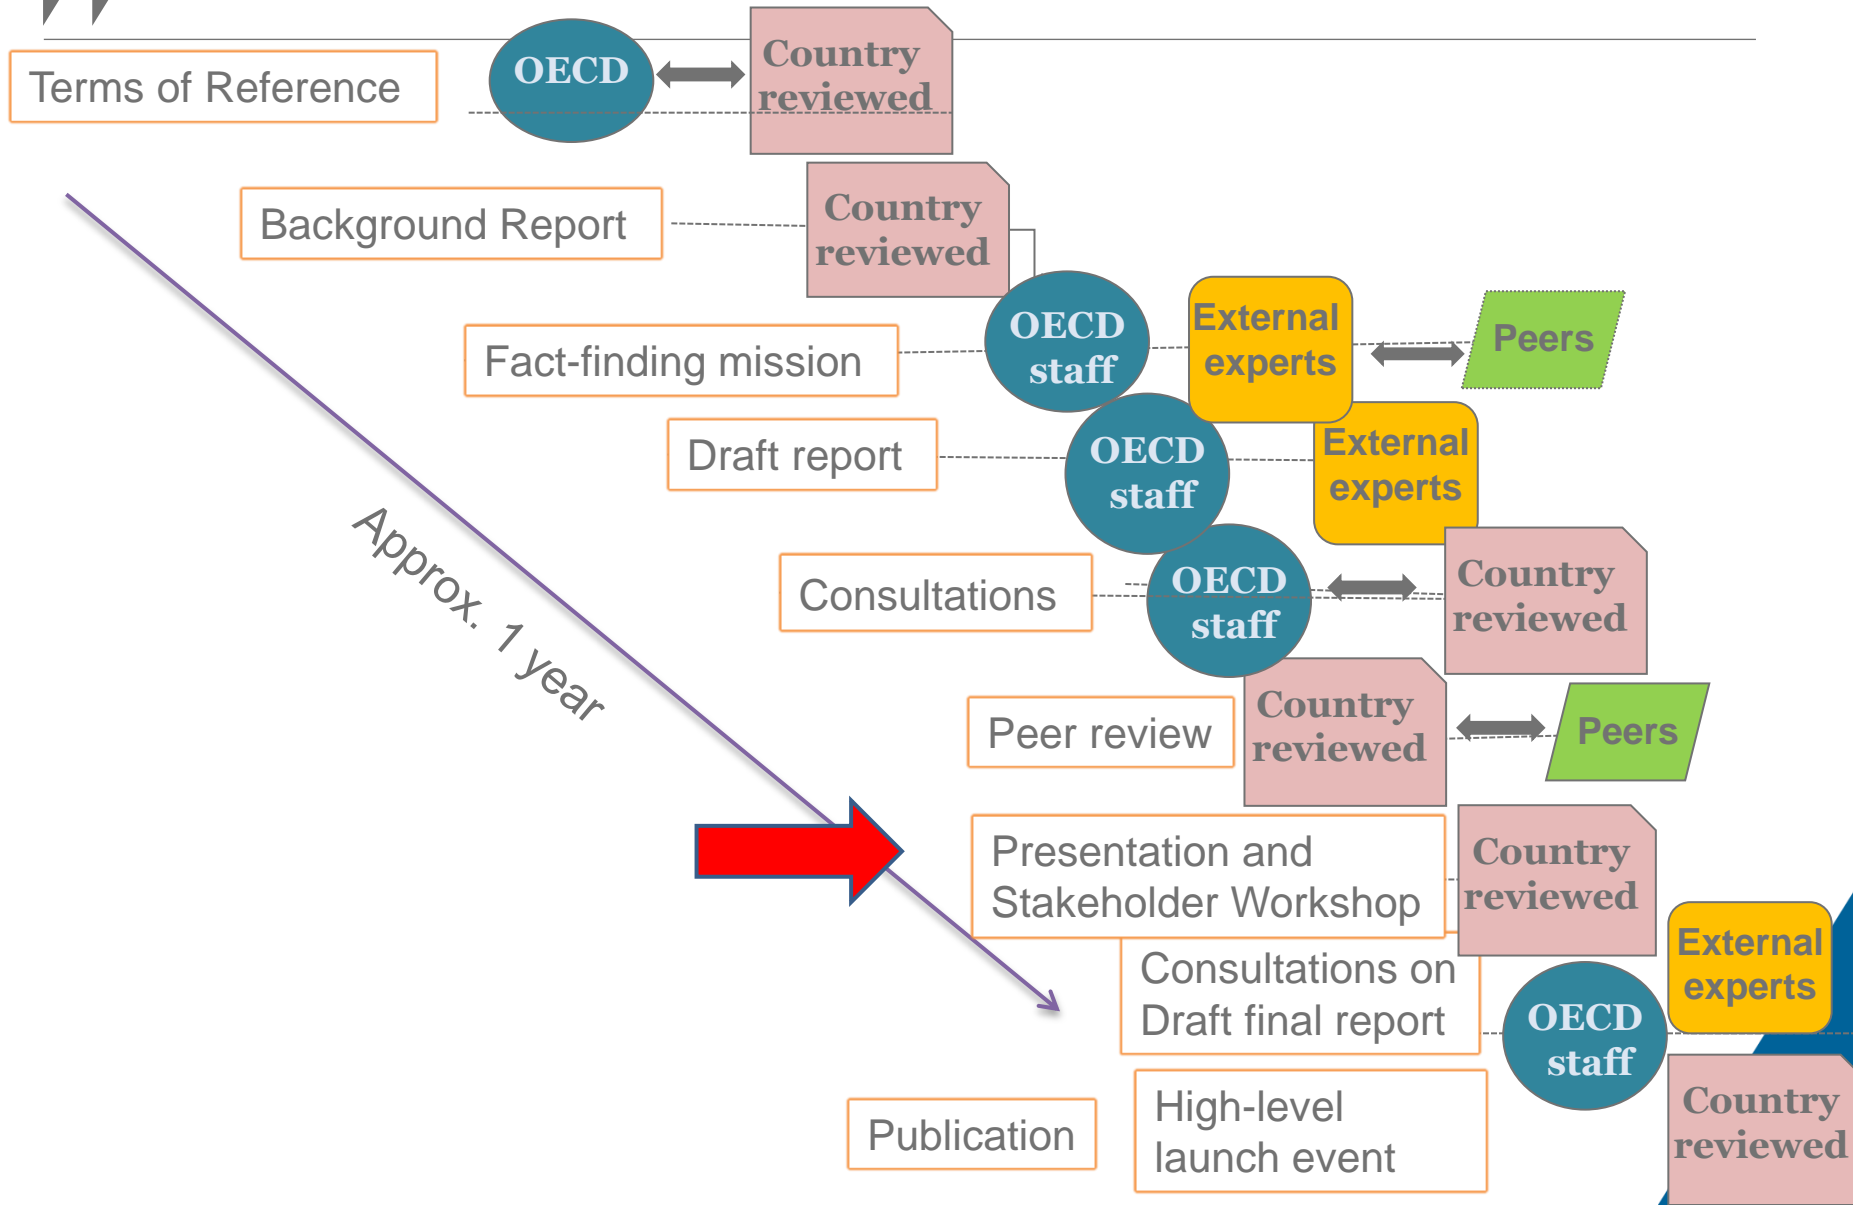 Terms of Reference
OECD
Country
reviewed
Background Report
Country
reviewed
Fact-finding mission
OECD
staff
External
experts
Peers
Draft report
OECD
staff
External
experts
Approx. 1 year
Consultations
OECD
staff
Country
reviewed
Peer review
Country
reviewed
Peers
Presentation and
Stakeholder Workshop
Country
reviewed
Consultations on
Draft final report
OECD
staff
External
experts
Country
reviewed
Publication
High-level
launch event